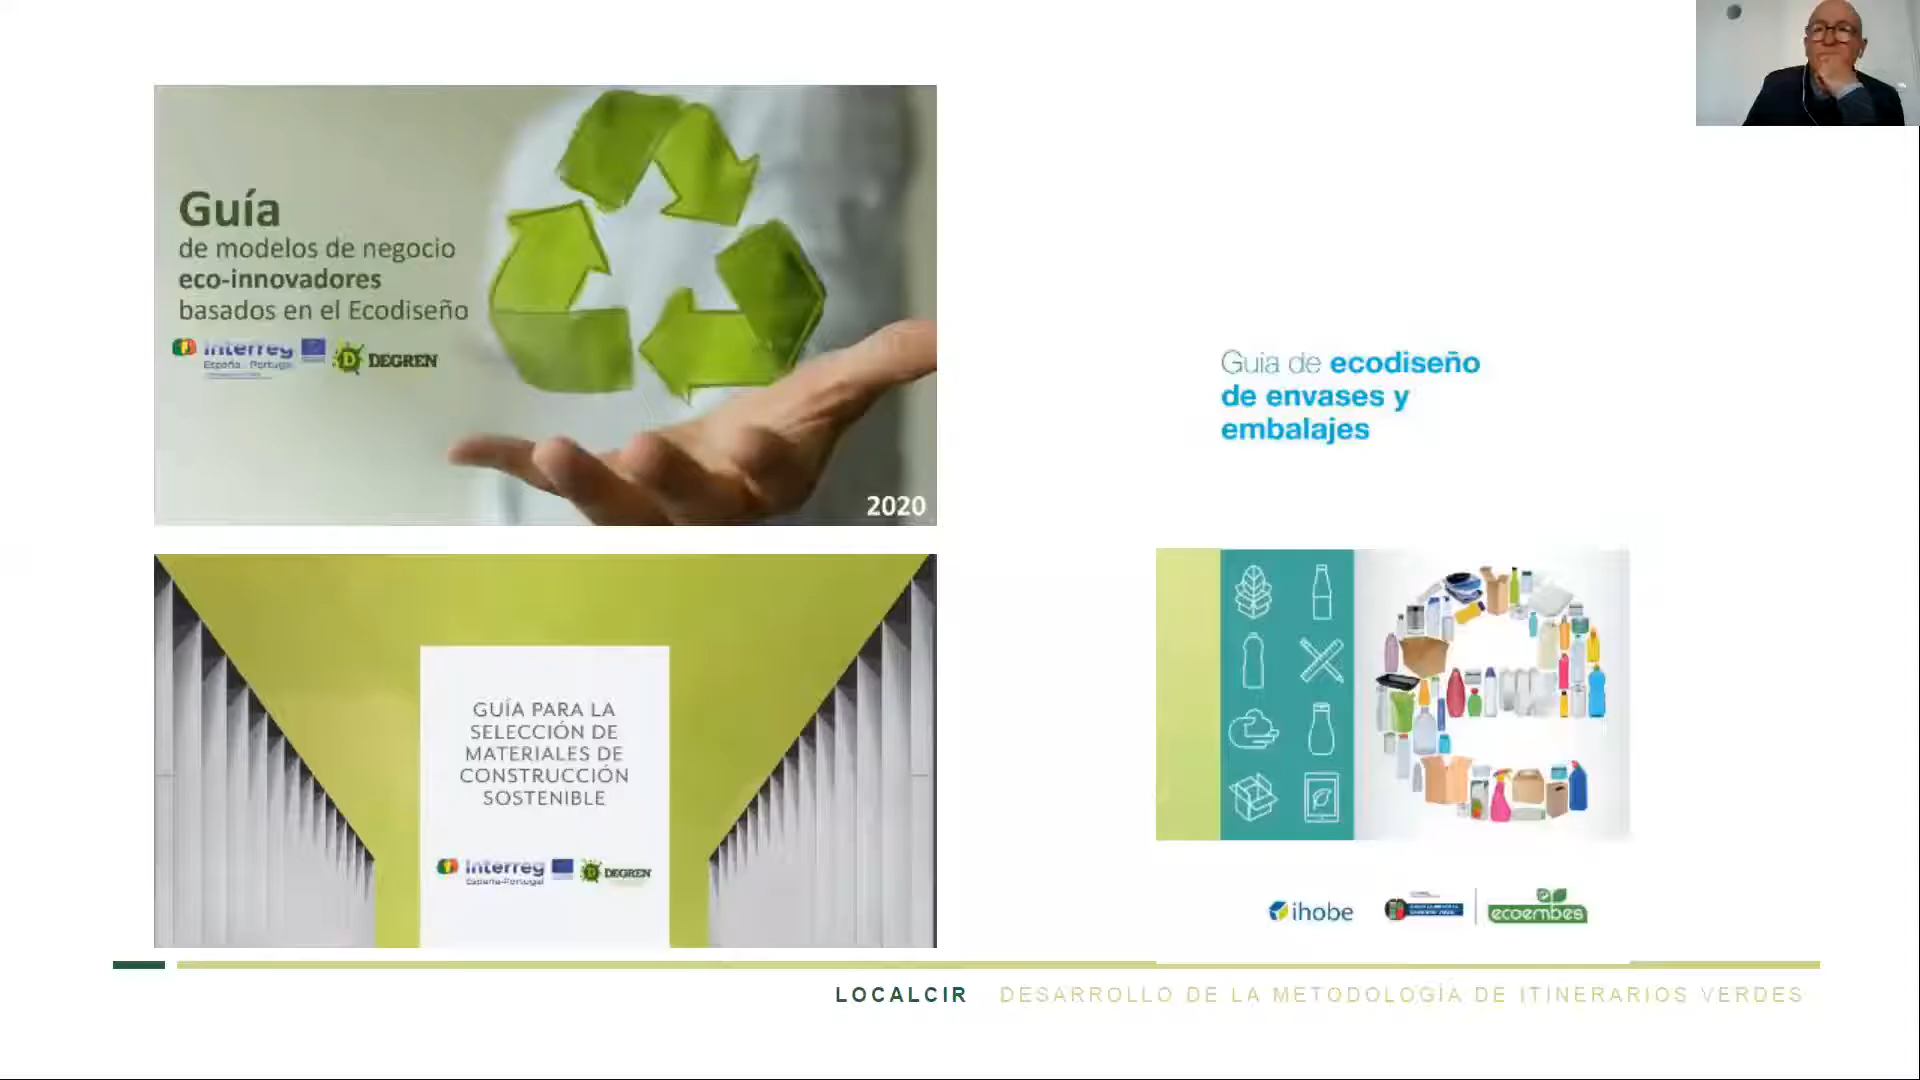 Guía
de modelos de negocio
eco-innovadores
basados en el Ecodiseño
Interreg
España - Portugal
DEGREN
2020
GUÍA PARA LA
SELECCIÓN DE
MATERIALES DE
CONSTRUCCIÓN
SOSTENIBLE
Interreg
España-Portugal
DEGREN
Guía de ecodiseño
de envases y
embalajes
ihobe
ecoembes
LOCALCIR DESARROLLO DE LA METODOLOGÍA DE ITINERARIOS VERDES